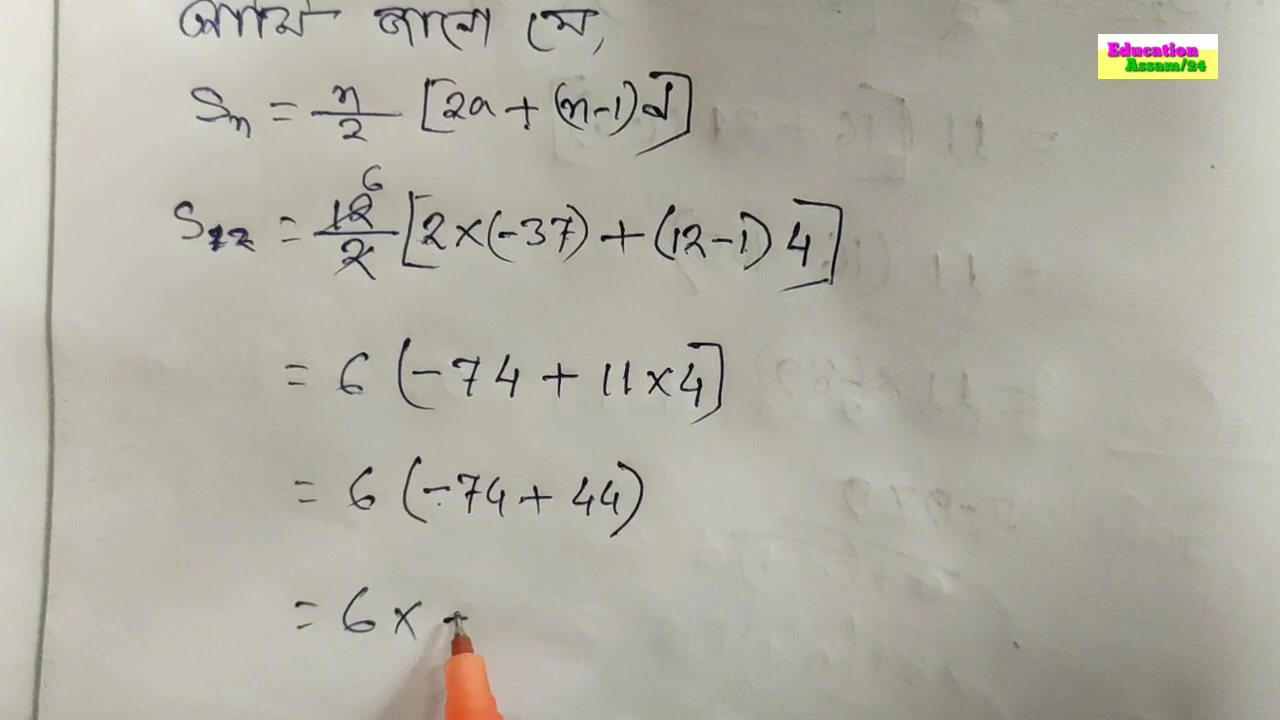 আমি জানো যে,
Education
Assam/24
Sn = n/2 [2a + (n-1)d]
S12 = 12/2 6 [2×(-37) + (12-1) 4]
= 6 (-74 + 11×4]
= 6 (-74 + 44)
= 6 × -